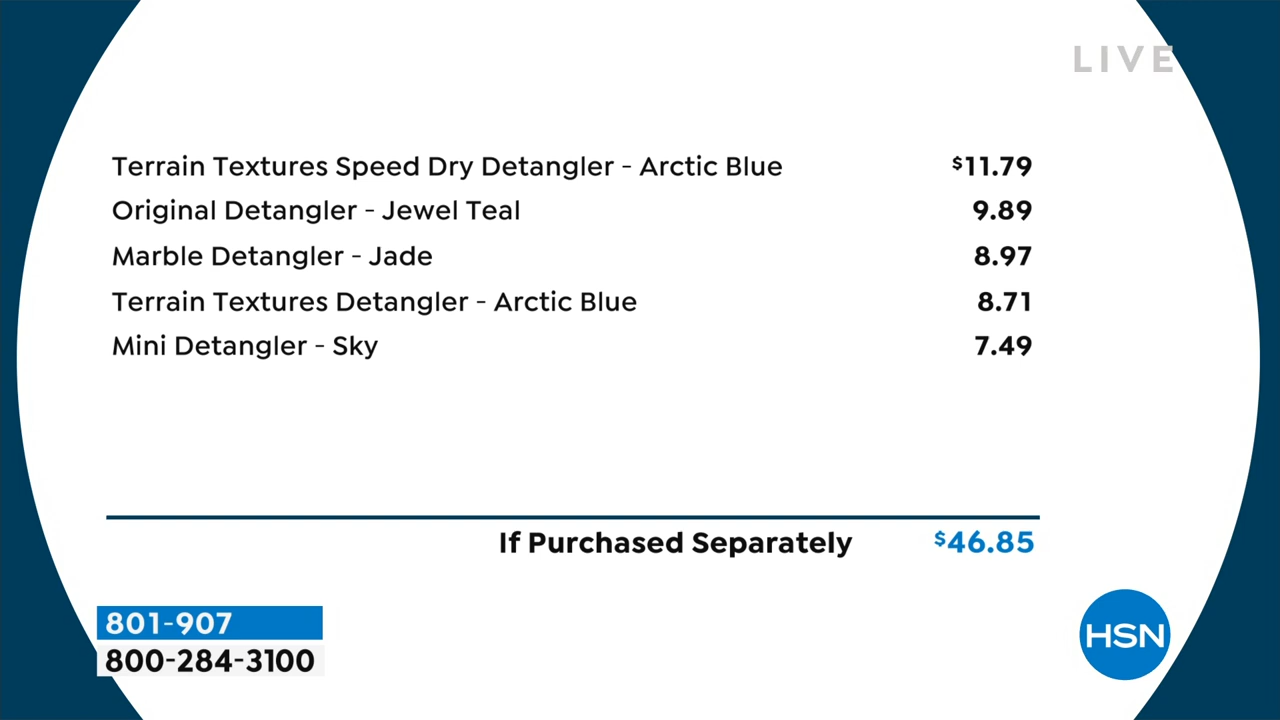 LIVE
Terrain Textures Speed Dry Detangler - Arctic Blue $11.79
Original Detangler - Jewel Teal 9.89
Marble Detangler - Jade 8.97
Terrain Textures Detangler - Arctic Blue 8.71
Mini Detangler - Sky 7.49
If Purchased Separately $46.85
801-907
800-284-3100
HSN